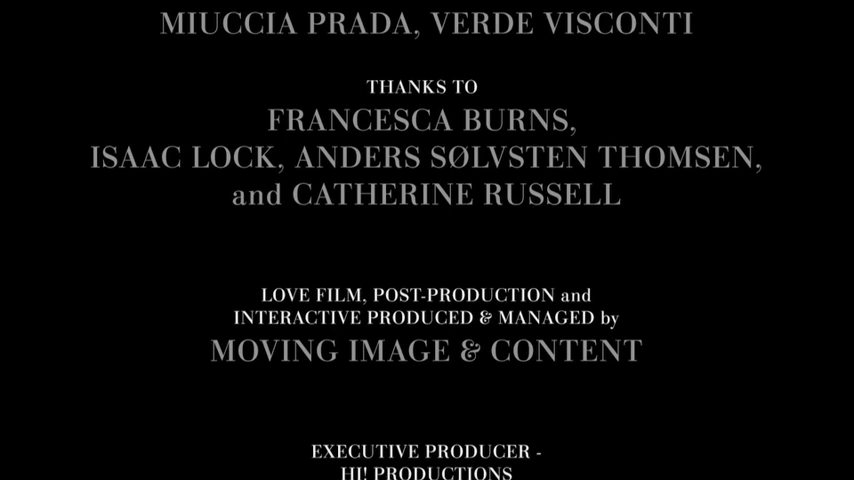 MIUCCIA PRADA, VERDE VISCONTI
THANKS TO
FRANCESCA BURNS,
ISAAC LOCK, ANDERS SØLVSTEN THOMSEN,
and CATHERINE RUSSELL
LOVE FILM, POST-PRODUCTION and
INTERACTIVE PRODUCED & MANAGED by
MOVING IMAGE & CONTENT
EXECUTIVE PRODUCER -
HI! PRODUCTIONS